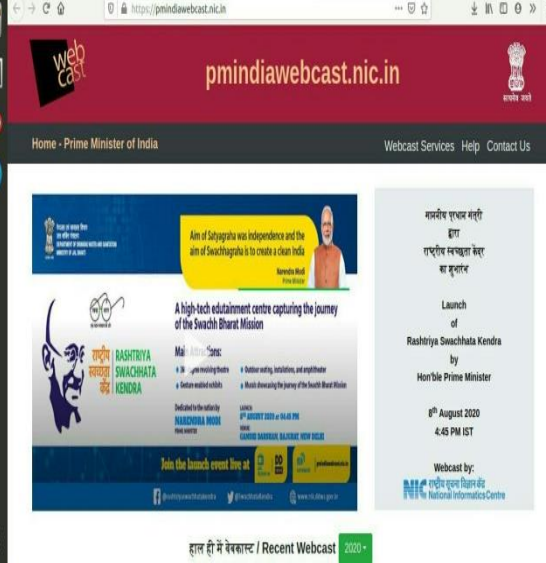 https://pmindiawebcast.nic.in
web
cast
pmindiawebcast.nic.in
सत्यमेव जयते
Home - Prime Minister of India
Webcast Services Help Contact Us
Aim of Satyagraha was independence and the
aim of Swachhagraha is to create a clean India
Narendra Modi
Prime Minister
A high-tech edutainment centre capturing the journey
of the Swachh Bharat Mission
राष्ट्रीय
स्वच्छता
केंद्र
RASHTRIYA
SWACHHATA
KENDRA
revolving theatre
Outdoor seating, installations, and amphitheater
Gesture enabled exhibits
Murals showcasing the journey of the Swachh Bharat Mission
Dedicated to the nation by
NARENDRA MODI
PRIME MINISTER
LAUNCH:
8TH AUGUST 2020 at 04.45 PM
VENUE:
GANDHI DARSHAN, RAJGHAT, NEW DELHI
Join the launch event live at
DD
माननीय प्रधान मंत्री
द्वारा
राष्ट्रीय स्वच्छता केंद्र
का शुभारंभ
Launch
of
Rashtriya Swachhata Kendra
by
Hon'ble Prime Minister
8th August 2020
4:45 PM IST
Webcast by:
NIC राष्ट्रीय सूचना विज्ञान केंद्र
National Informatics Centre
हाल ही में वेबकास्ट / Recent Webcast 2020